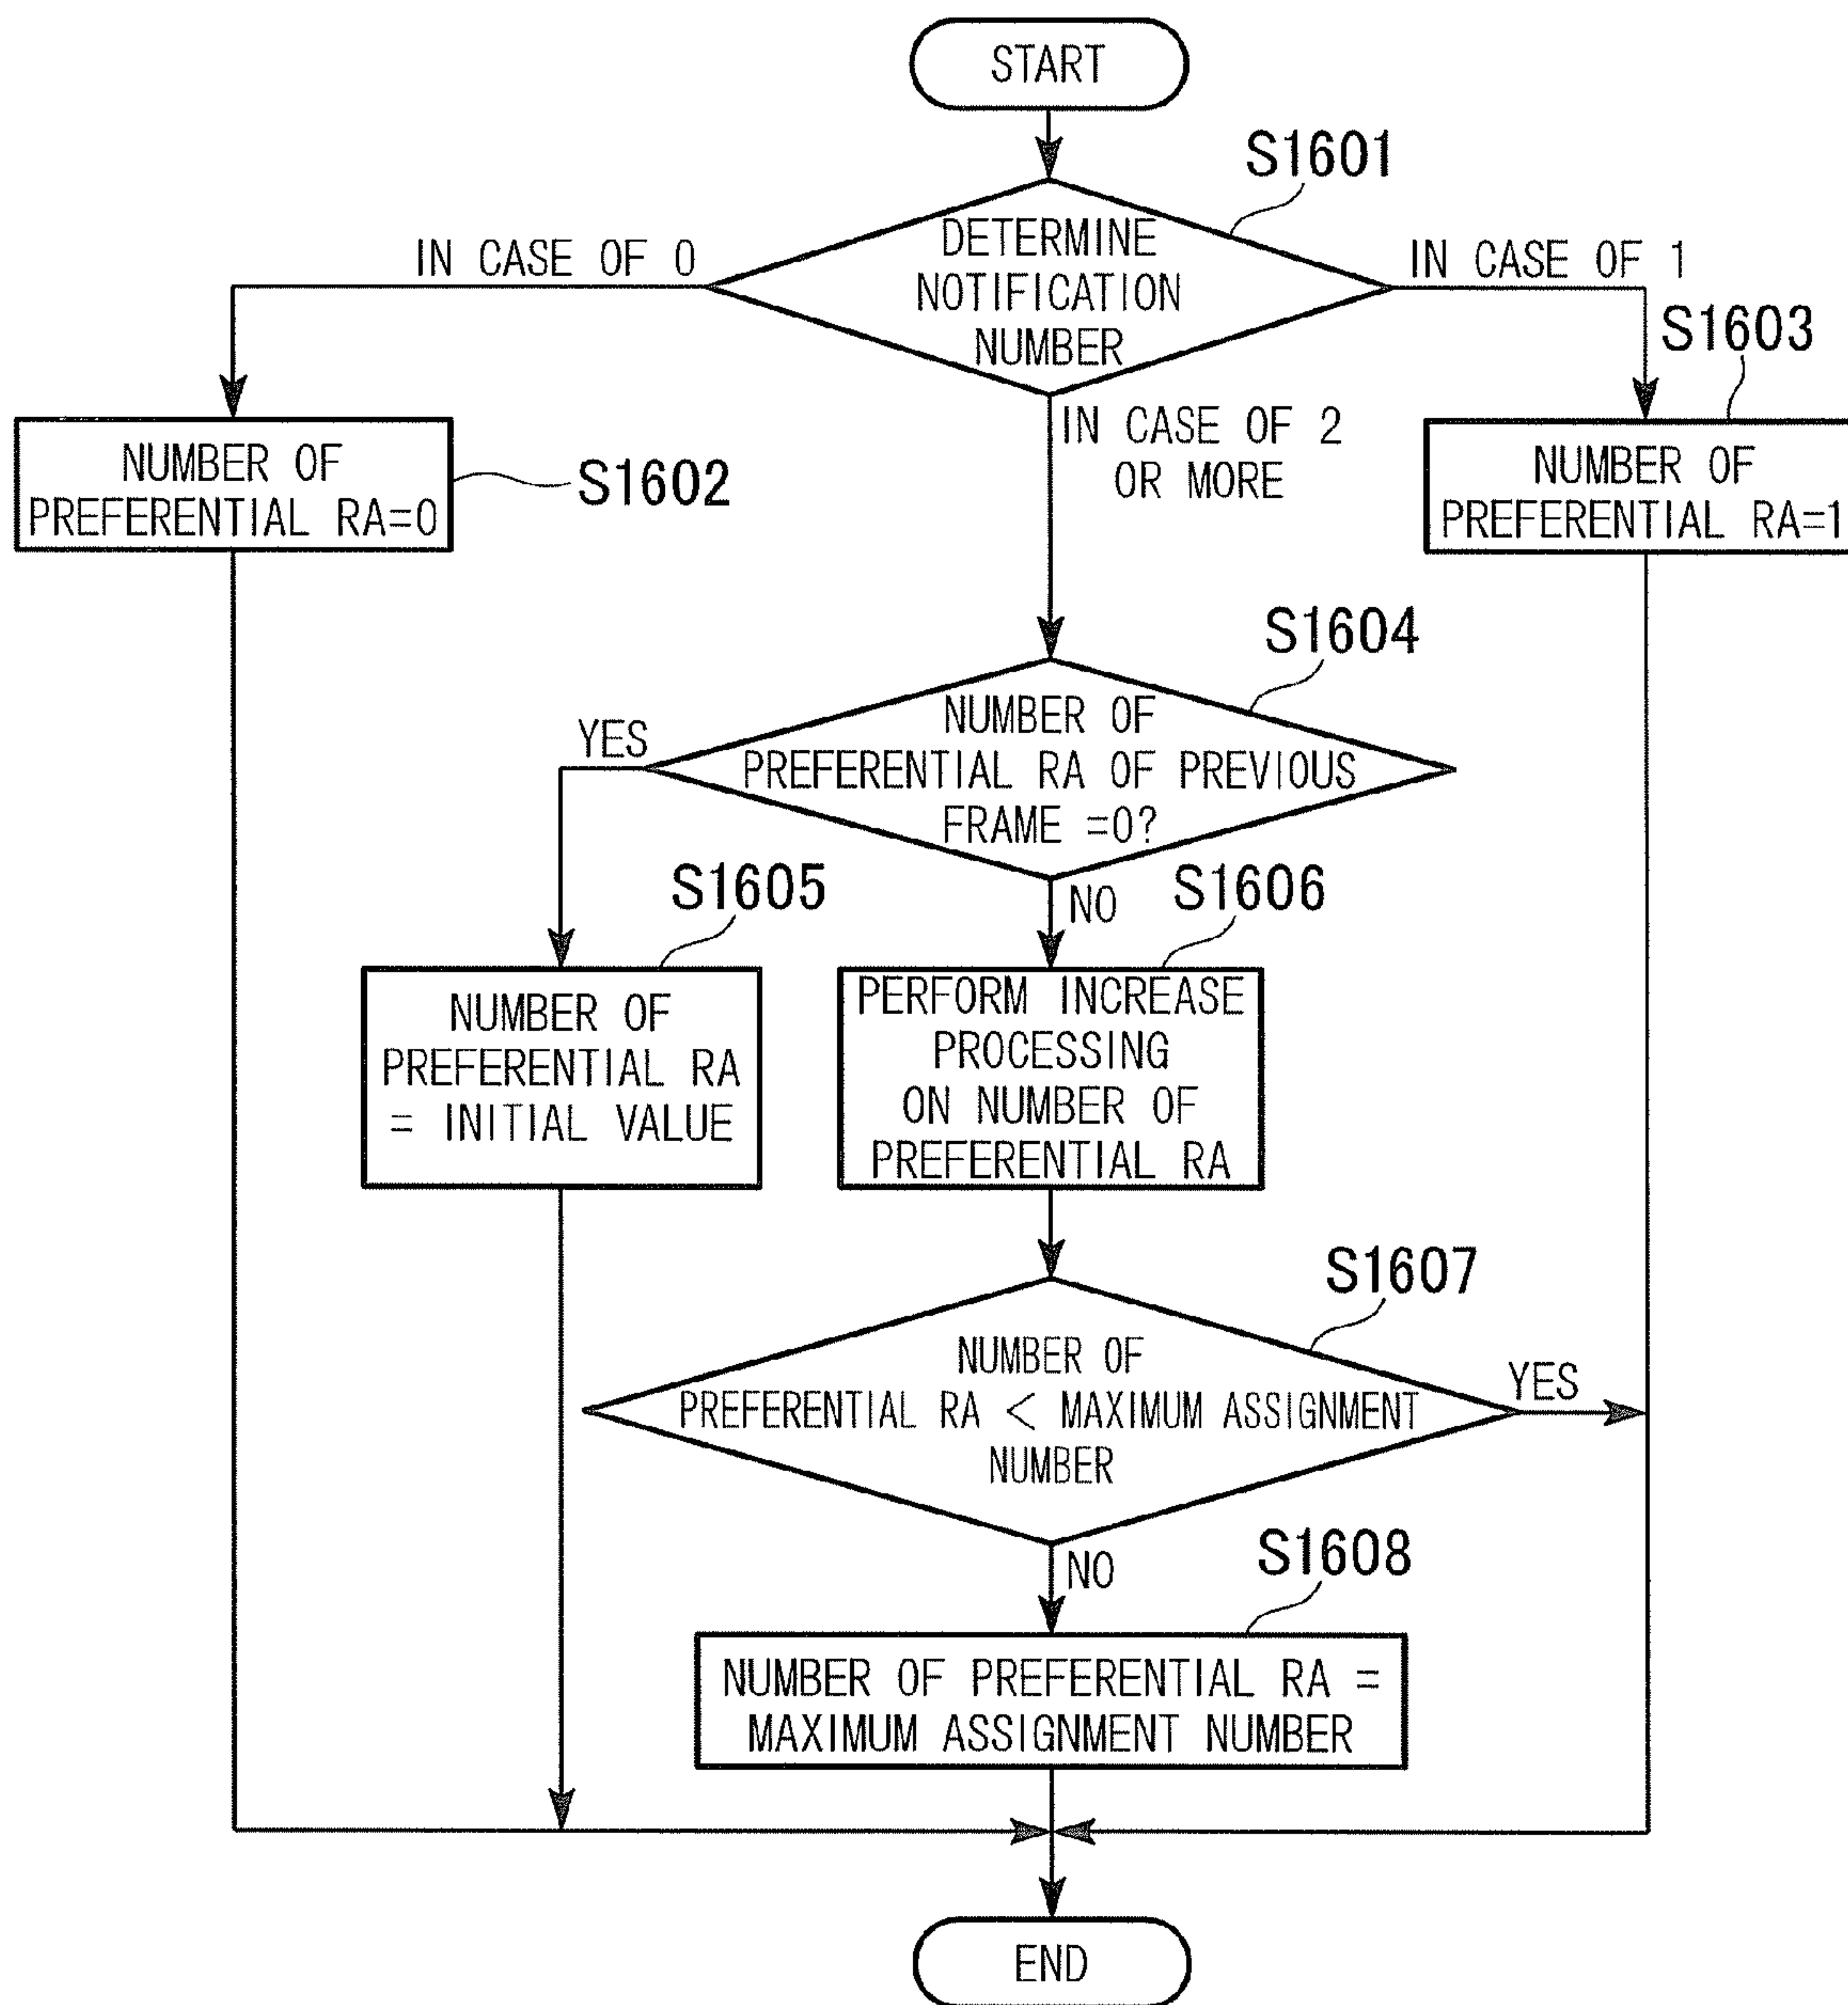 START
S1601
DETERMINE
NOTIFICATION
NUMBER
IN CASE OF 0
IN CASE OF 1
S1603
NUMBER OF
PREFERENTIAL RA=0
S1602
IN CASE OF 2
OR MORE
NUMBER OF
PREFERENTIAL RA=1
S1604
NUMBER OF
PREFERENTIAL RA OF PREVIOUS
FRAME =0?
YES
NO
S1605
S1606
NUMBER OF
PREFERENTIAL RA
= INITIAL VALUE
PERFORM INCREASE
PROCESSING
ON NUMBER OF
PREFERENTIAL RA
S1607
NUMBER OF
PREFERENTIAL RA < MAXIMUM ASSIGNMENT
NUMBER
YES
NO
S1608
NUMBER OF PREFERENTIAL RA =
MAXIMUM ASSIGNMENT NUMBER
END